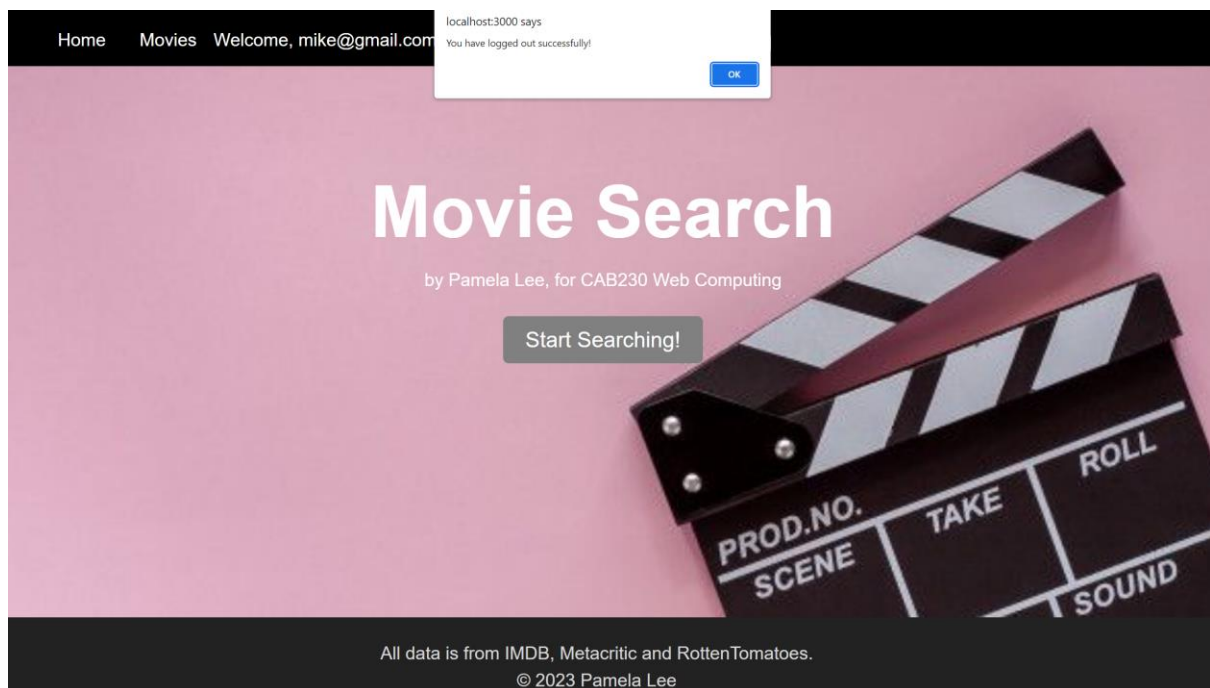 Home Movies Welcome, mike@gmail.com
localhost:3000 says
You have logged out successfully!
OK
Movie Search
by Pamela Lee, for CAB230 Web Computing
Start Searching!
PROD.NO.
TAKE
ROLL
SCENE
SOUND
All data is from IMDB, Metacritic and RottenTomatoes.
© 2023 Pamela Lee